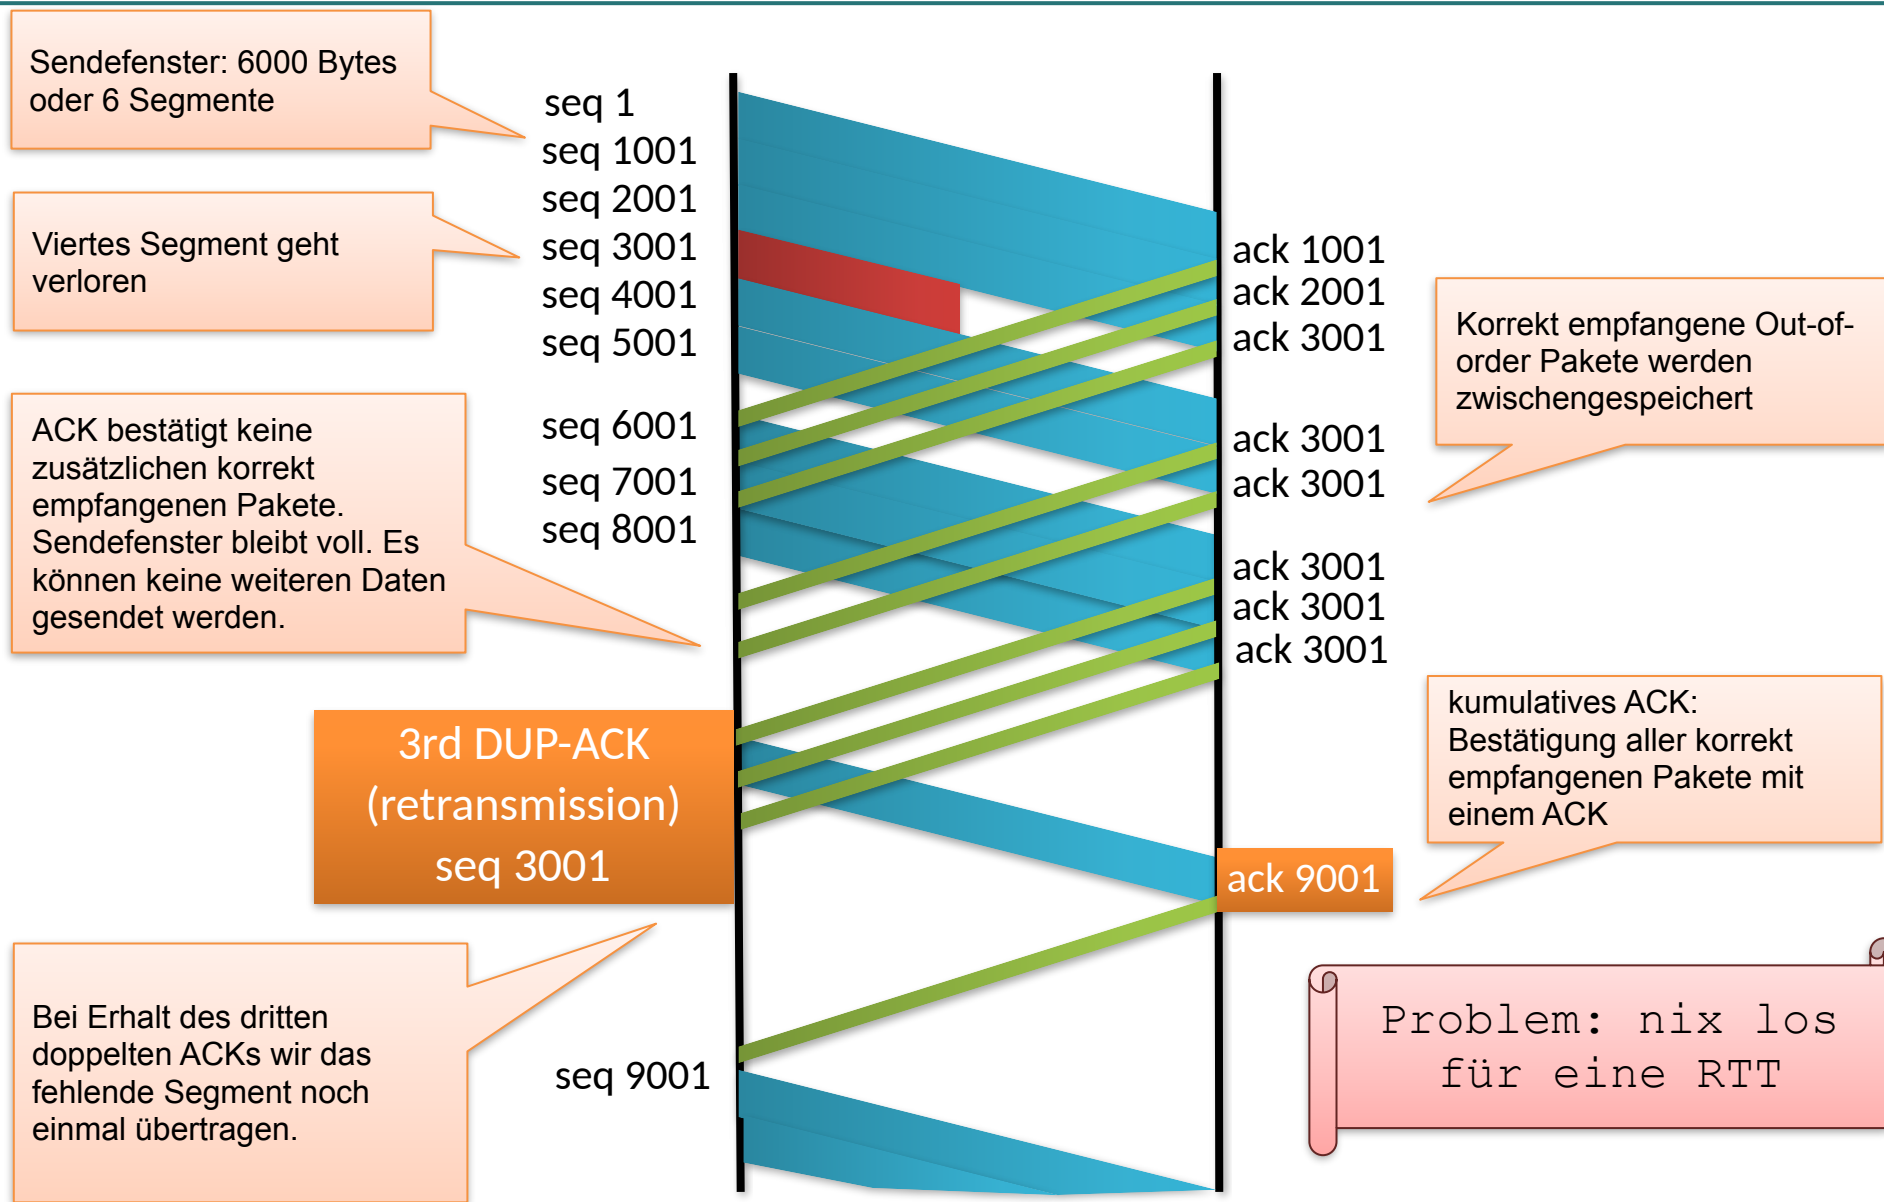 Sendefenster: 6000 Bytes
oder 6 Segmente
Viertes Segment geht
verloren
ACK bestätigt keine
zusätzlichen korrekt
empfangenen Pakete.
Sendefenster bleibt voll. Es
können keine weiteren Daten
gesendet werden.
3rd DUP-ACK
(retransmission)
seq 3001
Bei Erhalt des dritten
doppelten ACKs wir das
fehlende Segment noch
einmal übertragen.
seq 1
seq 1001
seq 2001
seq 3001
seq 4001
seq 5001
seq 6001
seq 7001
seq 8001
seq 9001
ack 1001
ack 2001
ack 3001
ack 3001
ack 3001
ack 3001
ack 3001
ack 3001
ack 9001
Korrekt empfangene Out-of-
order Pakete werden
zwischengespeichert
kumulatives ACK:
Bestätigung aller korrekt
empfangenen Pakete mit
einem ACK
Problem: nix los
für eine RTT